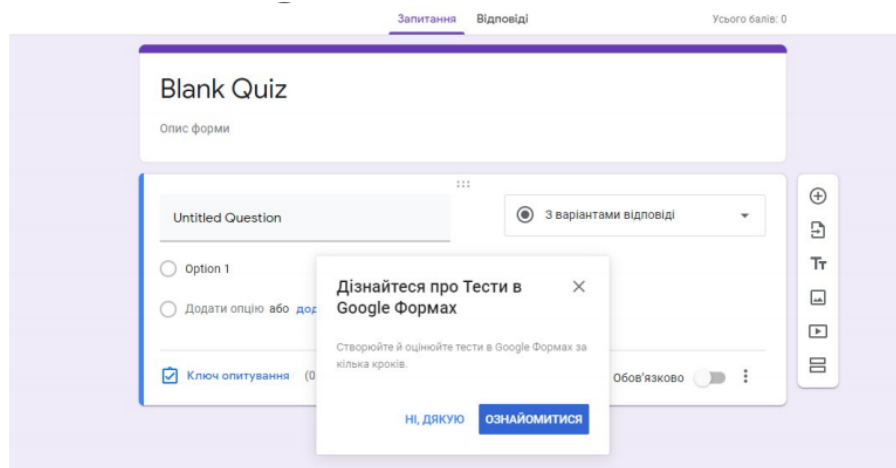 Запитання Відповіді Усього балів: 0
Blank Quiz
Опис форми
Untitled Question З варіантами відповіді
Option 1
Додати опцію або
Дізнайтеся про Тести в
Google Формах
Створюйте й оцінюйте тести в Google Формах за
кілька кроків.
Ключ опитування (0 Обов'язково
НІ, ДЯКУЮ ОЗНАЙОМИТИСЯ